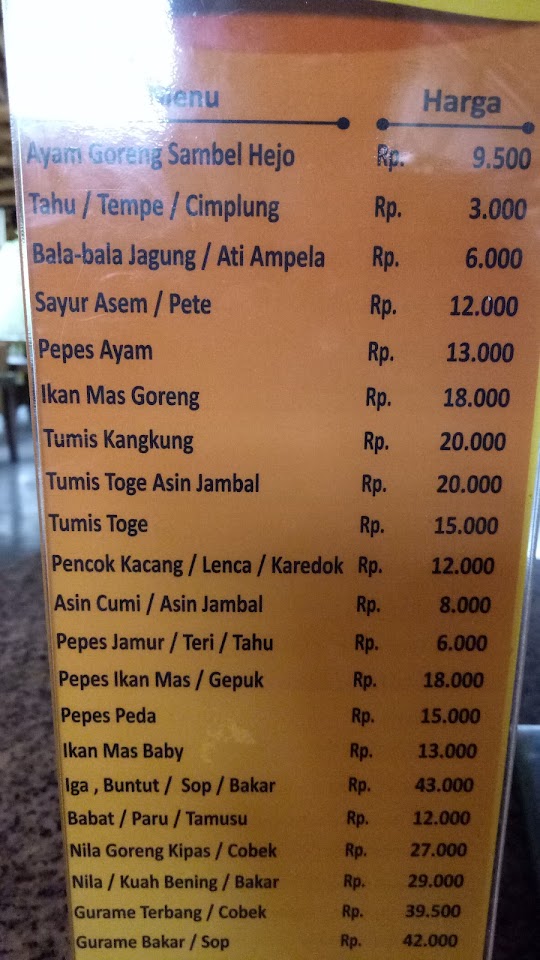 Menu Harga
Ayam Goreng Sambel Hejo Rp. 9.500
Tahu / Tempe / Cimplung Rp. 3.000
Bala-bala Jagung / Ati Ampela Rp. 6.000
Sayur Asem / Pete Rp. 12.000
Pepes Ayam Rp. 13.000
Ikan Mas Goreng Rp. 18.000
Tumis Kangkung Rp. 20.000
Tumis Toge Asin Jambal Rp. 20.000
Tumis Toge Rp. 15.000
Pencok Kacang / Lenca / Karedok Rp. 12.000
Asin Cumi / Asin Jambal Rp. 8.000
Pepes Jamur / Teri / Tahu Rp. 6.000
Pepes Ikan Mas / Gepuk Rp. 18.000
Pepes Peda Rp. 15.000
Ikan Mas Baby Rp. 13.000
Iga , Buntut / Sop / Bakar Rp. 43.000
Babat / Paru / Tamusu Rp. 12.000
Nila Goreng Kipas / Cobek Rp. 27.000
Nila / Kuah Bening / Bakar Rp. 29.000
Gurame Terbang / Cobek Rp. 39.500
Gurame Bakar / Sop Rp. 42.000